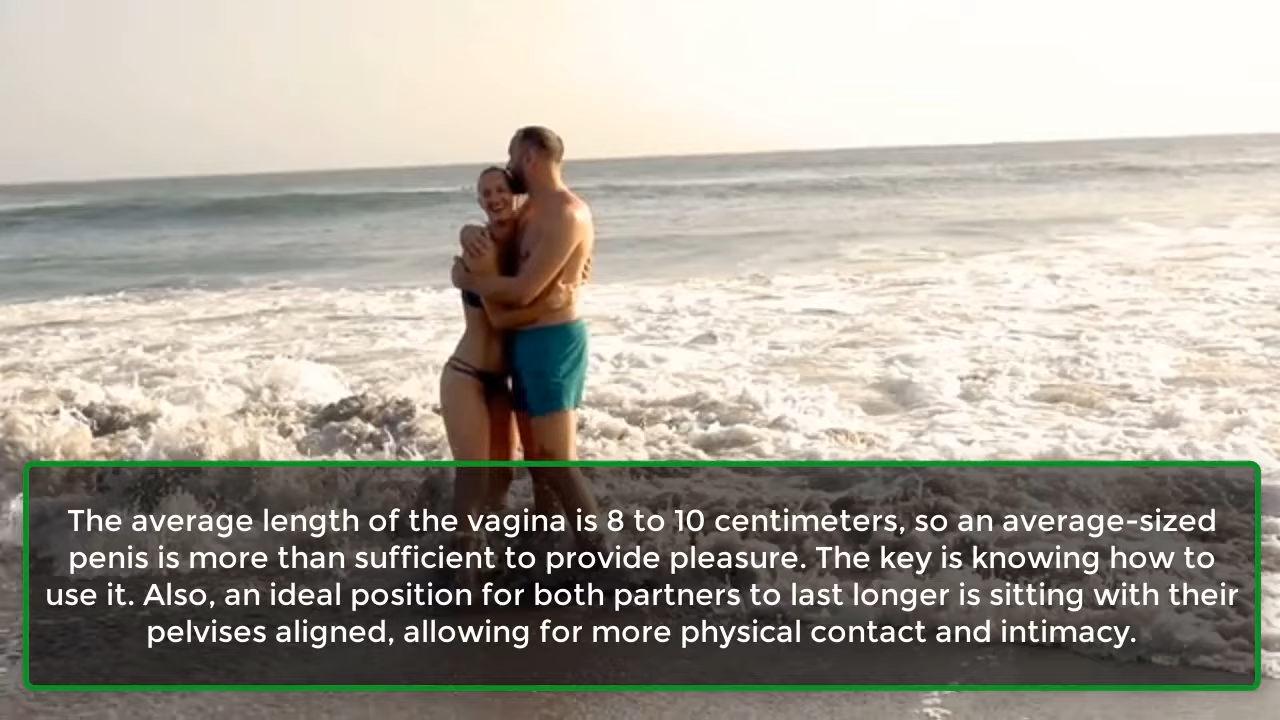 The average length of the vagina is 8 to 10 centimeters, so an average-sized
penis is more than sufficient to provide pleasure. The key is knowing how to
use it. Also, an ideal position for both partners to last longer is sitting with their
pelvises aligned, allowing for more physical contact and intimacy.